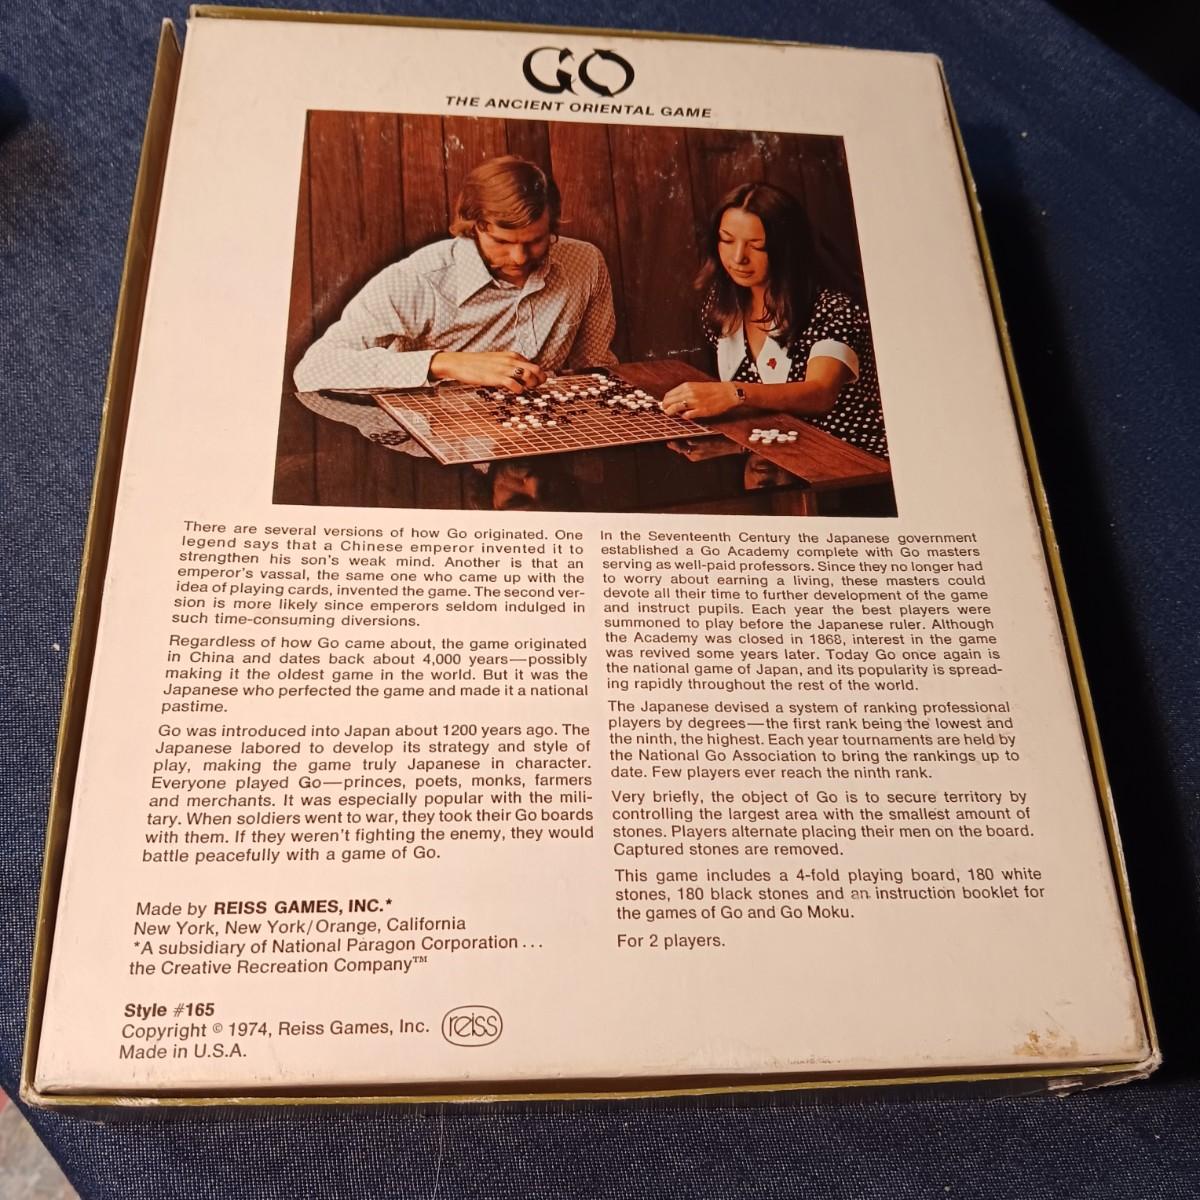 GO
THE ANCIENT ORIENTAL GAME
There are several versions of how Go originated. One
legend says that a Chinese emperor invented it to
strengthen his son's weak mind. Another is that an
emperor's vassal, the same one who came up with the
idea of playing cards, invented the game. The second ver-
sion is more likely since emperors seldom indulged in
such time-consuming diversions.
Regardless of how Go came about, the game originated
in China and dates back about 4,000 years—possibly
making it the oldest game in the world. But it was the
Japanese who perfected the game and made it a national
pastime.
Go was introduced into Japan about 1200 years ago. The
Japanese labored to develop its strategy and style of
play, making the game truly Japanese in character.
Everyone played Go—princes, poets, monks, farmers
and merchants. It was especially popular with the mili-
tary. When soldiers went to war, they took their Go boards
with them. If they weren't fighting the enemy, they would
battle peacefully with a game of Go.
In the Seventeenth Century the Japanese government
established a Go Academy complete with Go masters
serving as well-paid professors. Since they no longer had
to worry about earning a living, these masters could
devote all their time to further development of the game
and instruct pupils. Each year the best players were
summoned to play before the Japanese ruler. Although
the Academy was closed in 1868, interest in the game
was revived some years later. Today Go once again is
the national game of Japan, and its popularity is spread-
ing rapidly throughout the rest of the world.
The Japanese devised a system of ranking professional
players by degrees—the first rank being the lowest and
the ninth, the highest. Each year tournaments are held by
the National Go Association to bring the rankings up to
date. Few players ever reach the ninth rank.
Very briefly, the object of Go is to secure territory by
controlling the largest area with the smallest amount of
stones. Players alternate placing their men on the board.
Captured stones are removed.
This game includes a 4-fold playing board, 180 white
stones, 180 black stones and an instruction booklet for
the games of Go and Go Moku.
For 2 players.
Made by REISS GAMES, INC.*
New York, New York/Orange, California
*A subsidiary of National Paragon Corporation...
the Creative Recreation Company™
Style #165
Copyright © 1974, Reiss Games, Inc.
reiss
Made in U.S.A.